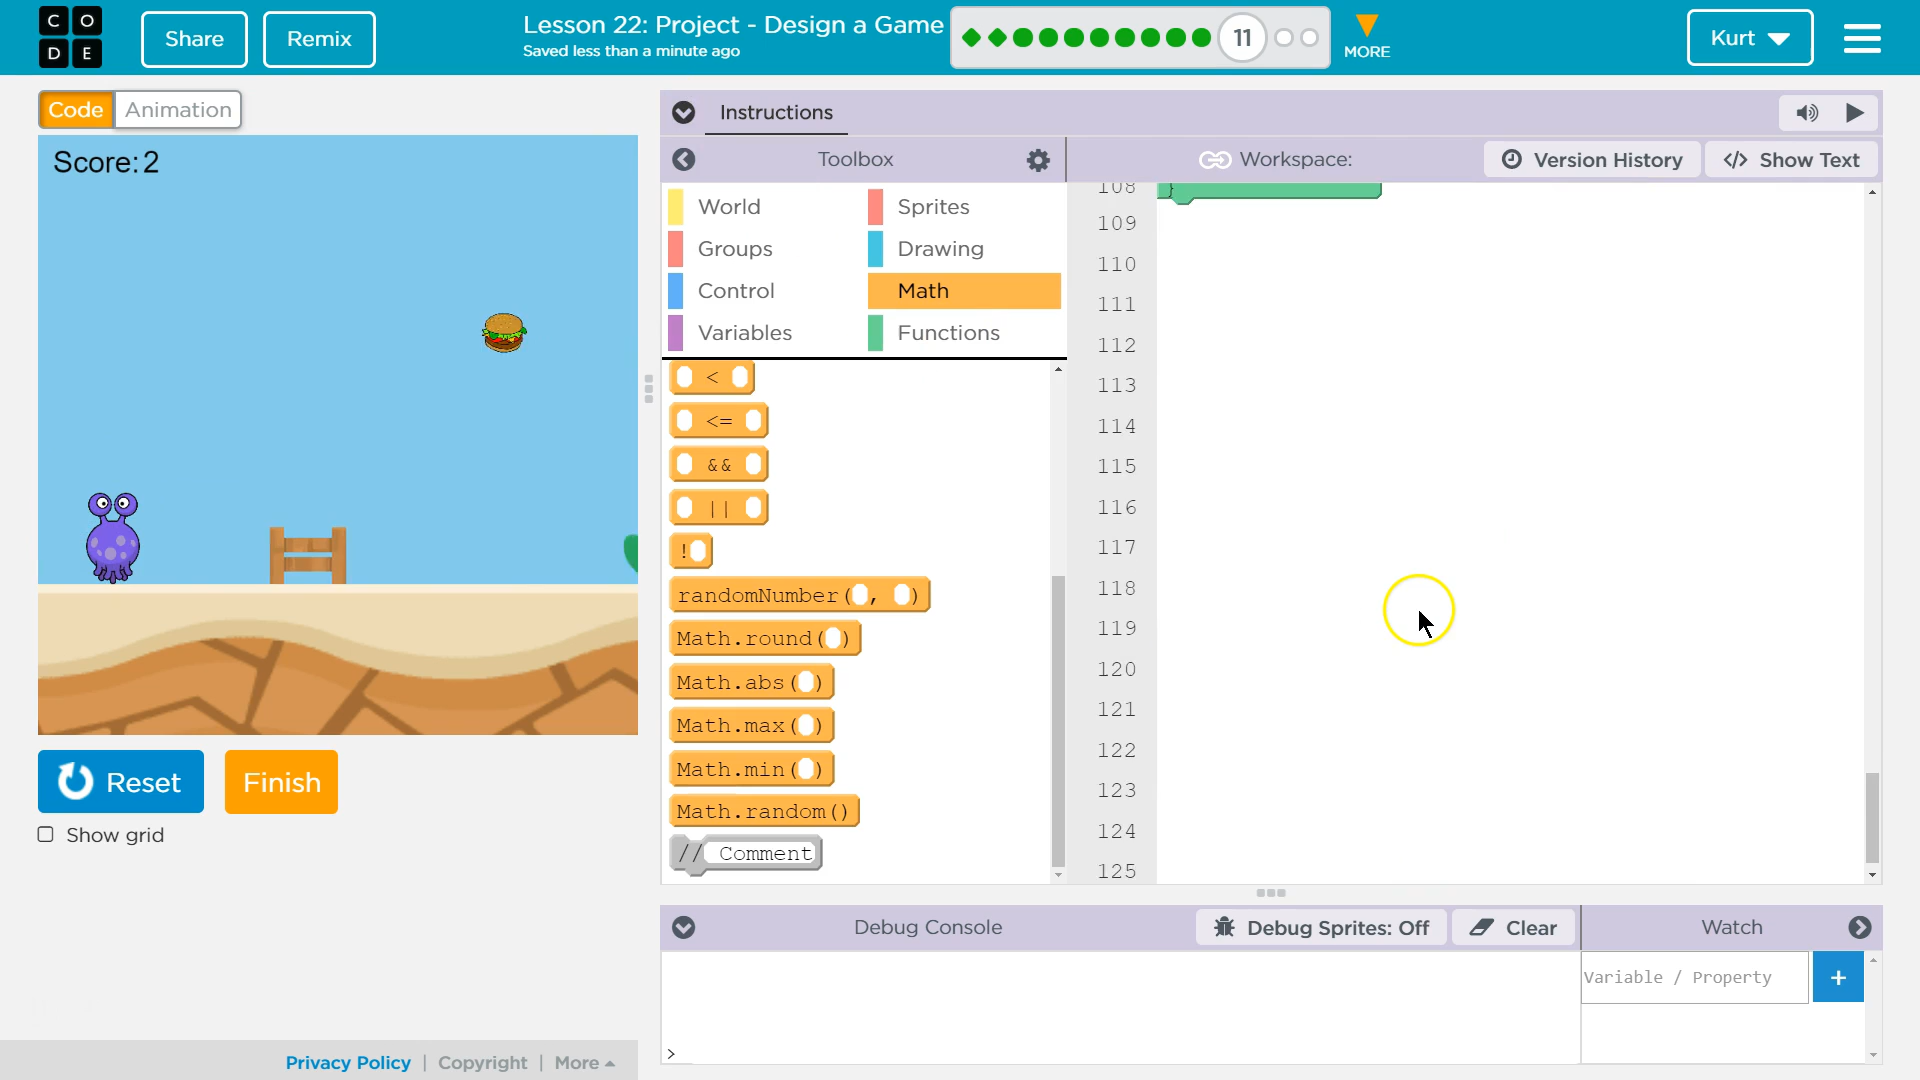 CO
DE
Share
Remix
Lesson 22: Project - Design a Game
Saved less than a minute ago
11
MORE
Kurt
Code
Animation
Instructions
Score: 2
Toolbox
Workspace:
Version History
</> Show Text
World
Sprites
Groups
Drawing
Control
Math
Variables
Functions
<
<=
&&
||
!
randomNumber( , )
Math.round( )
Math.abs( )
Math.max( )
Math.min( )
Math.random()
// Comment
108
}
109
110
111
112
113
114
115
116
117
118
119
120
121
122
123
124
125
Reset
Finish
Show grid
Debug Console
Debug Sprites: Off
Clear
Watch
Variable / Property
+
>
Privacy Policy | Copyright | More